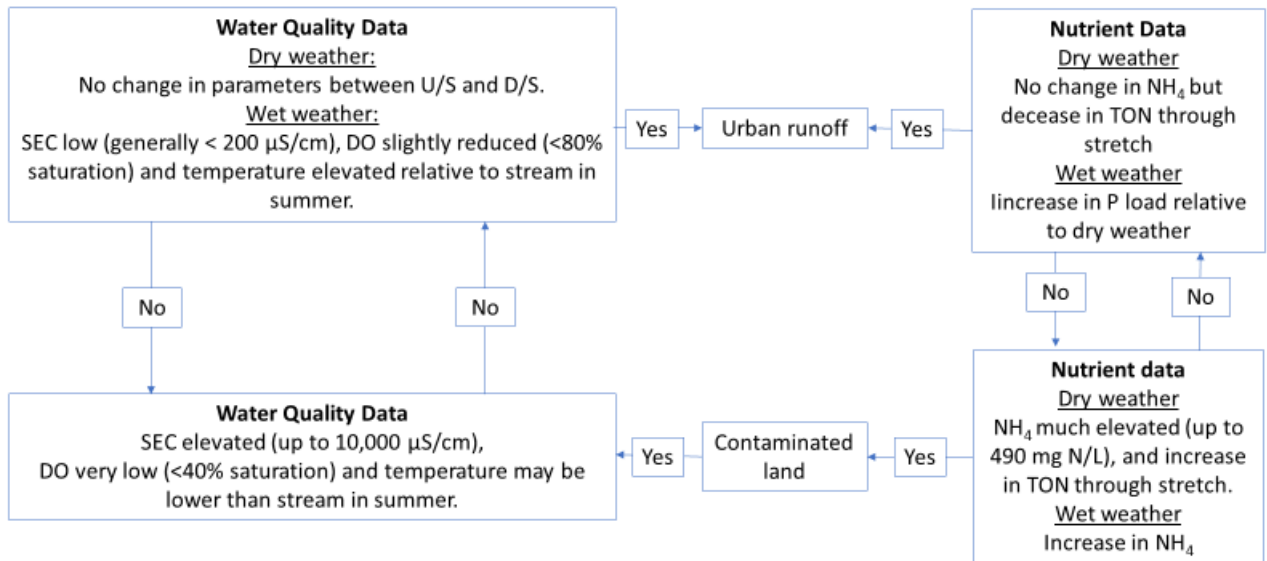 Water Quality Data
Dry weather:
No change in parameters between U/S and D/S.
Wet weather:
SEC low (generally < 200 µS/cm), DO slightly reduced (<80%
saturation) and temperature elevated relative to stream in
summer.
Yes
Urban runoff
Yes
Nutrient Data
Dry weather
No change in NH₄ but
decease in TON through
stretch
Wet weather
Iincrease in P load relative
to dry weather
No
No
No
No
Water Quality Data
SEC elevated (up to 10,000 µS/cm),
DO very low (<40% saturation) and temperature may be
lower than stream in summer.
Yes
Contaminated
land
Yes
Nutrient data
Dry weather
NH₄ much elevated (up to
490 mg N/L), and increase
in TON through stretch.
Wet weather
Increase in NH₄